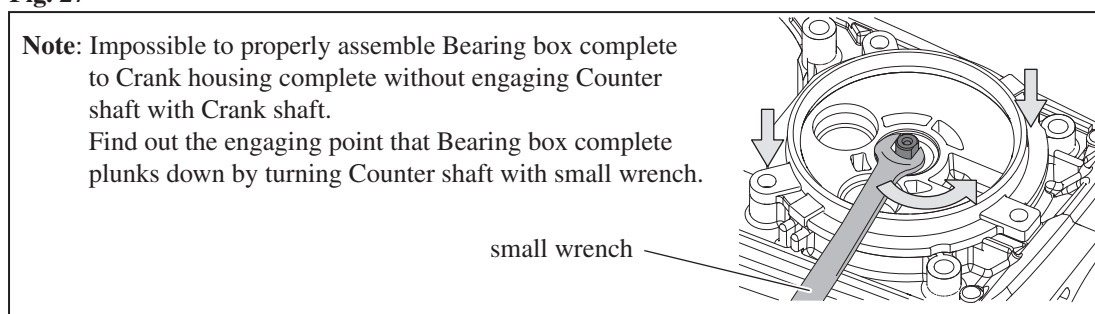 Fig. 27
Note: Impossible to properly assemble Bearing box complete
to Crank housing complete without engaging Counter
shaft with Crank shaft.
Find out the engaging point that Bearing box complete
plunks down by turning Counter shaft with small wrench.
small wrench